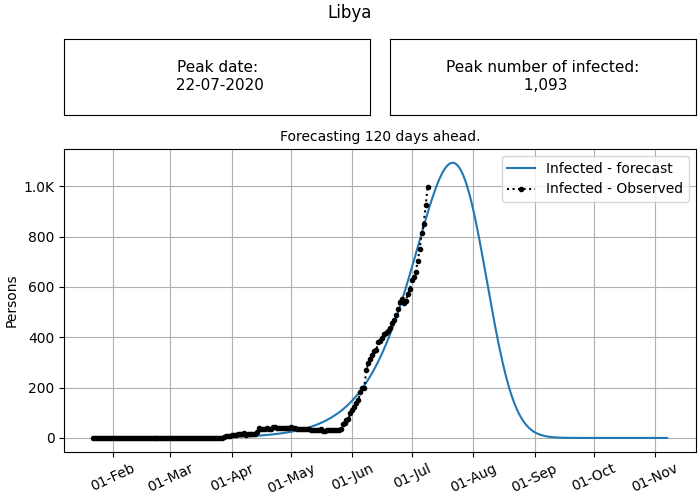 Libya
Peak date:
22-07-2020
Peak number of infected:
1,093
Forecasting 120 days ahead.
Infected - forecast
Infected - Observed
1.0K
800
600
400
200
0
Persons
01-Feb
01-Mar
01-Apr
01-May
01-Jun
01-Jul
01-Aug
01-Sep
01-Oct
01-Nov